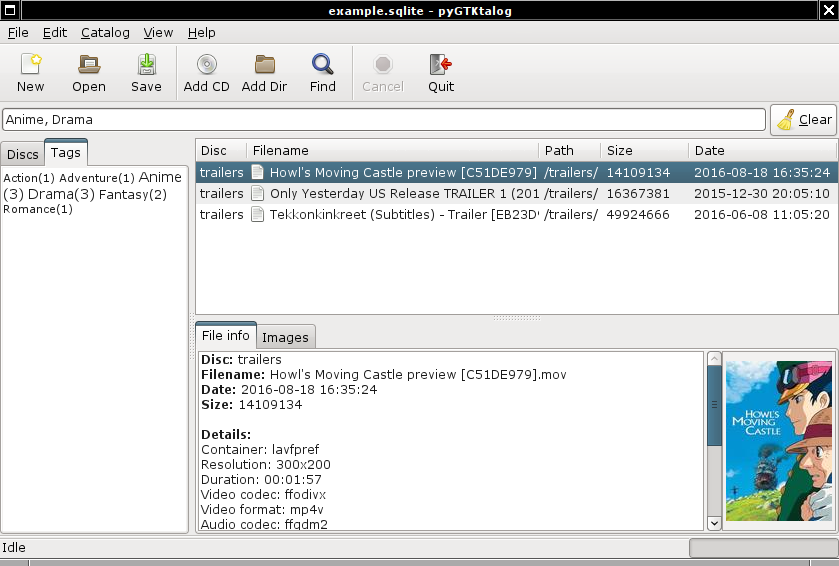 example.sqlite - pyGTKtalog
File Edit Catalog View Help
New Open Save Add CD Add Dir Find Cancel Quit
Anime, Drama Clear
Discs Tags
Action(1) Adventure(1) Anime
(3) Drama(3) Fantasy(2)
Romance(1)
Disc Filename Path Size Date
trailers Howl's Moving Castle preview [C51DE979] /trailers/ 14109134 2016-08-18 16:35:24
trailers Only Yesterday US Release TRAILER 1 (201 /trailers/ 16367381 2015-12-30 20:05:10
trailers Tekkonkinkreet (Subtitles) - Trailer [EB23D /trailers/ 49924666 2016-06-08 11:05:20
File info Images
Disc: trailers
Filename: Howl's Moving Castle preview [C51DE979].mov
Date: 2016-08-18 16:35:24
Size: 14109134
Details:
Container: lavfpref
Resolution: 300x200
Duration: 00:01:57
Video codec: ffodivx
Video format: mp4v
Audio codec: ffqdm2
HOWL'S
MOVING
CASTLE
Idle